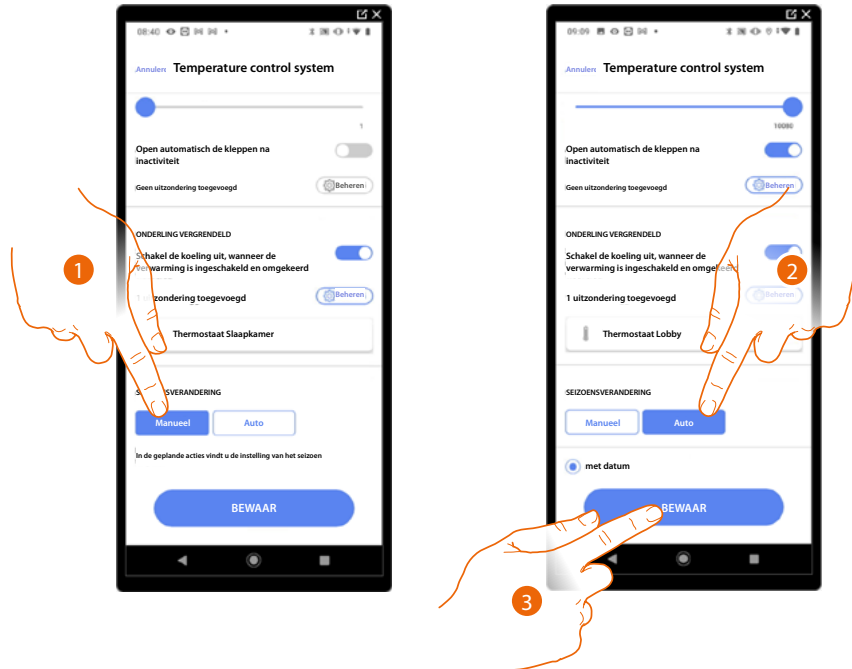 08:40
Annuleren Temperature control system
1
Open automatisch de kleppen na
inactiviteit
Geen uitzondering toegevoegd
Beheren
ONDERLING VERGRENDELD
Schakel de koeling uit, wanneer de
verwarming is ingeschakeld en omgekeerd
1 uitzondering toegevoegd
Beheren
Thermostaat Slaapkamer
SVERANDERING
Manueel
Auto
In de geplande acties vindt u de instelling van het seizoen
BEWAAR
1
09:09
Annuleren Temperature control system
10080
Open automatisch de kleppen na
inactiviteit
Geen uitzondering toegevoegd
Beheren
ONDERLING VERGRENDELD
Schakel de koeling uit, wanneer de
verwarming is ingeschakeld en omgekeerd
1 uitzondering toegevoegd
Beheren
Thermostaat Lobby
SEIZOENSVERANDERING
Manueel
Auto
met datum
BEWAAR
2
3